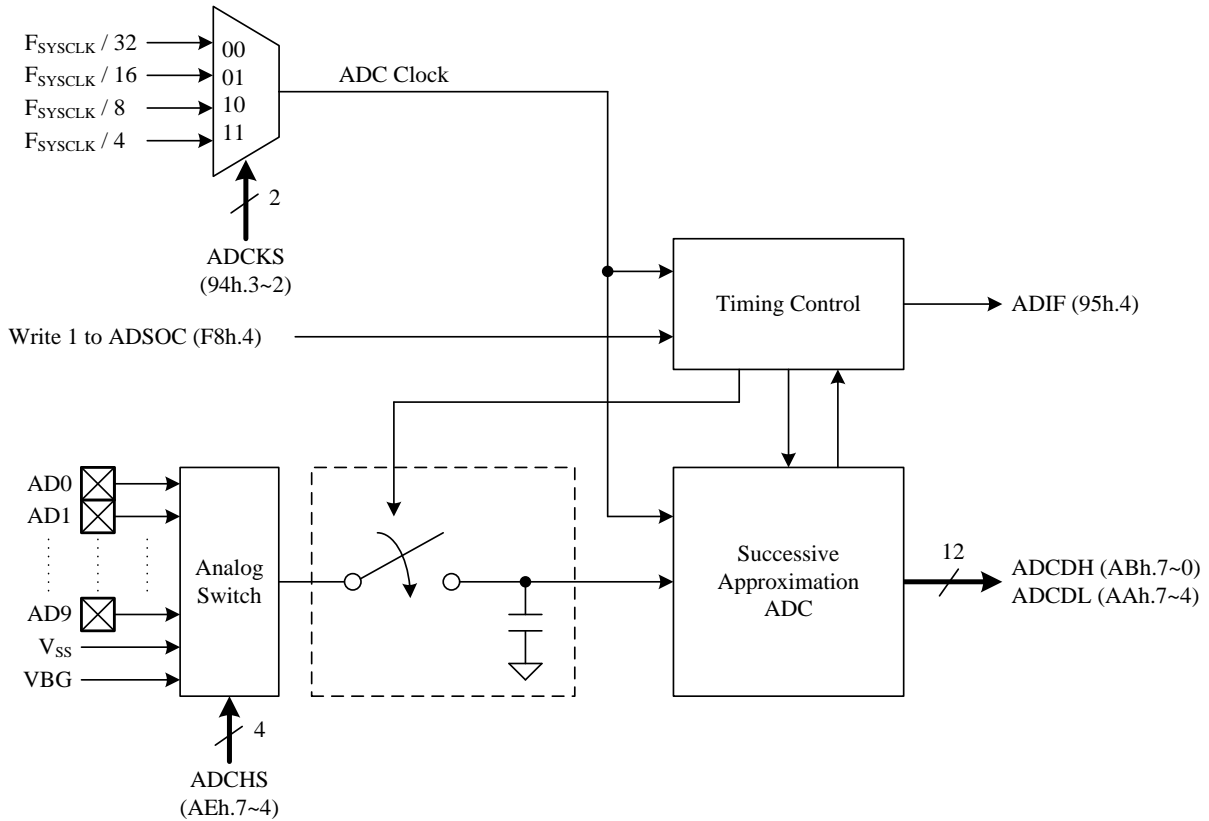 FSYSCLK / 32
00
FSYSCLK / 16
01
ADC Clock
FSYSCLK / 8
10
FSYSCLK / 4
11
2
ADCKS
(94h.3~2)
Timing Control
ADIF (95h.4)
Write 1 to ADSOC (F8h.4)
AD0
AD1
AD9
VSS
VBG
Analog
Switch
4
ADCHS
(AEh.7~4)
Successive
Approximation
ADC
12
ADCDH (ABh.7~0)
ADCDL (AAh.7~4)